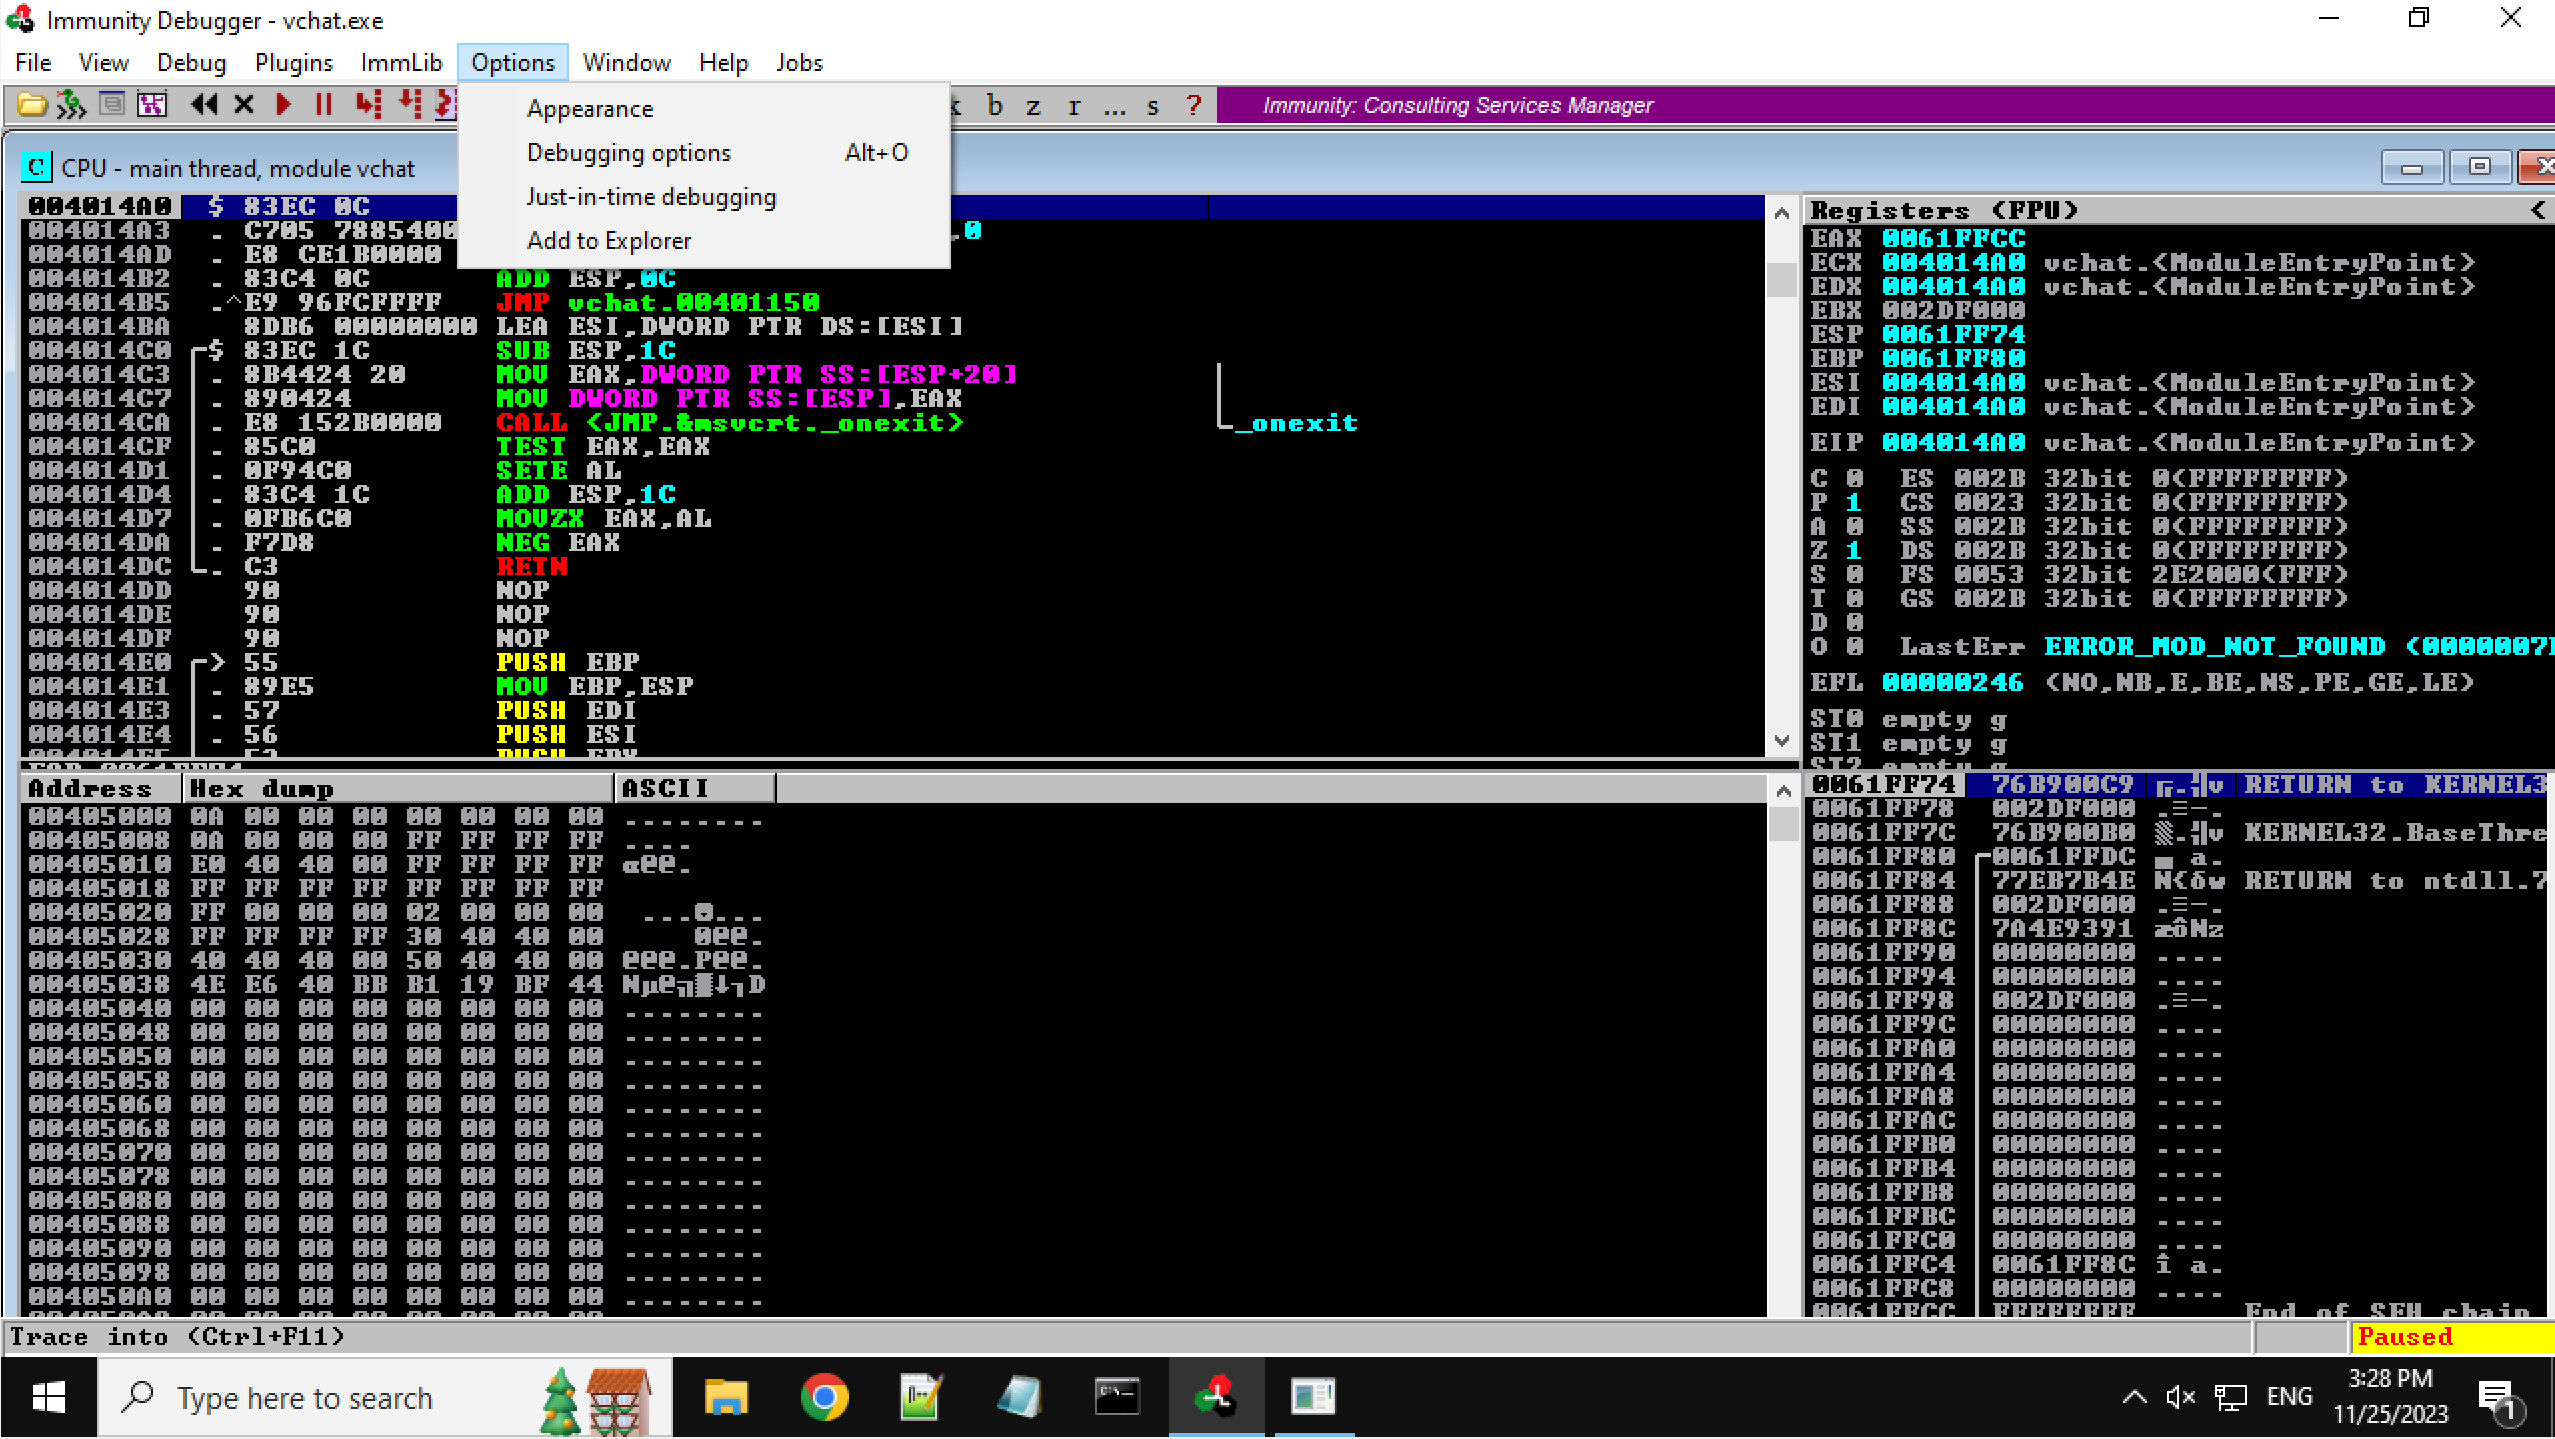 Immunity Debugger - vchat.exe
File View Debug Plugins ImmLib Options Window Help Jobs
Appearance
Debugging options Alt+O
Just-in-time debugging
Add to Explorer
b z r ... s ? Immunity: Consulting Services Manager
C CPU - main thread, module vchat
004014A0 $ 83EC 0C
004014A3 . C705 78854000 ,0
004014AD . E8 CE1B0000
004014B2 . 83C4 0C ADD ESP,0C
004014B5 .^E9 96FCFFFF JMP vchat.00401150
004014BA 8DB6 00000000 LEA ESI,DWORD PTR DS:[ESI]
004014C0 $ 83EC 1C SUB ESP,1C
004014C3 . 8B4424 20 MOV EAX,DWORD PTR SS:[ESP+20]
004014C7 . 890424 MOV DWORD PTR SS:[ESP],EAX
004014CA . E8 152B0000 CALL <JMP.&msvcrt._onexit> _onexit
004014CF . 85C0 TEST EAX,EAX
004014D1 . 0F94C0 SETE AL
004014D4 . 83C4 1C ADD ESP,1C
004014D7 . 0FB6C0 MOVZX EAX,AL
004014DA . F7D8 NEG EAX
004014DC . C3 RETN
004014DD 90 NOP
004014DE 90 NOP
004014DF 90 NOP
004014E0 > 55 PUSH EBP
004014E1 . 89E5 MOV EBP,ESP
004014E3 . 57 PUSH EDI
004014E4 . 56 PUSH ESI
Registers (FPU) <
EAX 0061FFCC
ECX 004014A0 vchat.<ModuleEntryPoint>
EDX 004014A0 vchat.<ModuleEntryPoint>
EBX 002DF000
ESP 0061FF74
EBP 0061FF80
ESI 004014A0 vchat.<ModuleEntryPoint>
EDI 004014A0 vchat.<ModuleEntryPoint>
EIP 004014A0 vchat.<ModuleEntryPoint>
C 0 ES 002B 32bit 0(FFFFFFFF)
P 1 CS 0023 32bit 0(FFFFFFFF)
A 0 SS 002B 32bit 0(FFFFFFFF)
Z 1 DS 002B 32bit 0(FFFFFFFF)
S 0 FS 0053 32bit 2E2000(FFF)
T 0 GS 002B 32bit 0(FFFFFFFF)
D 0
O 0 LastErr ERROR_MOD_NOT_FOUND (0000007
EFL 00000246 (NO,NB,E,BE,NS,PE,GE,LE)
ST0 empty g
ST1 empty g
ST2 empty g
Address Hex dump ASCII
00405000 0A 00 00 00 00 00 00 00 ........
00405008 0A 00 00 00 FF FF FF FF ....
00405010 E0 40 40 00 FF FF FF FF α@@.
00405018 FF FF FF FF FF FF FF FF
00405020 FF 00 00 00 02 00 00 00 ...☻...
00405028 FF FF FF FF 30 40 40 00 0@@.
00405030 40 40 40 00 50 40 40 00 @@@.P@@.
00405038 4E E6 40 BB B1 19 BF 44 Nµ@╗▒↓┐D
00405040 00 00 00 00 00 00 00 00 ........
00405048 00 00 00 00 00 00 00 00 ........
00405050 00 00 00 00 00 00 00 00 ........
00405058 00 00 00 00 00 00 00 00 ........
00405060 00 00 00 00 00 00 00 00 ........
00405068 00 00 00 00 00 00 00 00 ........
00405070 00 00 00 00 00 00 00 00 ........
00405078 00 00 00 00 00 00 00 00 ........
00405080 00 00 00 00 00 00 00 00 ........
00405088 00 00 00 00 00 00 00 00 ........
00405090 00 00 00 00 00 00 00 00 ........
00405098 00 00 00 00 00 00 00 00 ........
004050A0 00 00 00 00 00 00 00 00 ........
0061FF74 76B900C9 ╔.╣v RETURN to KERNEL3
0061FF78 002DF000 .≡-.
0061FF7C 76B900B0 ░.╣v KERNEL32.BaseThre
0061FF80 0061FFDC ▄ a.
0061FF84 77EB7B4E N{δw RETURN to ntdll.7
0061FF88 002DF000 .≡-.
0061FF8C 7A4E9391 æôNz
0061FF90 00000000 ....
0061FF94 00000000 ....
0061FF98 002DF000 .≡-.
0061FF9C 00000000 ....
0061FFA0 00000000 ....
0061FFA4 00000000 ....
0061FFA8 00000000 ....
0061FFAC 00000000 ....
0061FFB0 00000000 ....
0061FFB4 00000000 ....
0061FFB8 00000000 ....
0061FFBC 00000000 ....
0061FFC0 00000000 ....
0061FFC4 0061FF8C î a.
0061FFC8 00000000 ....
0061FFCC FFFFFFFF End of SEH chain
Trace into (Ctrl+F11) Paused
Type here to search
ENG
3:28 PM
11/25/2023
1